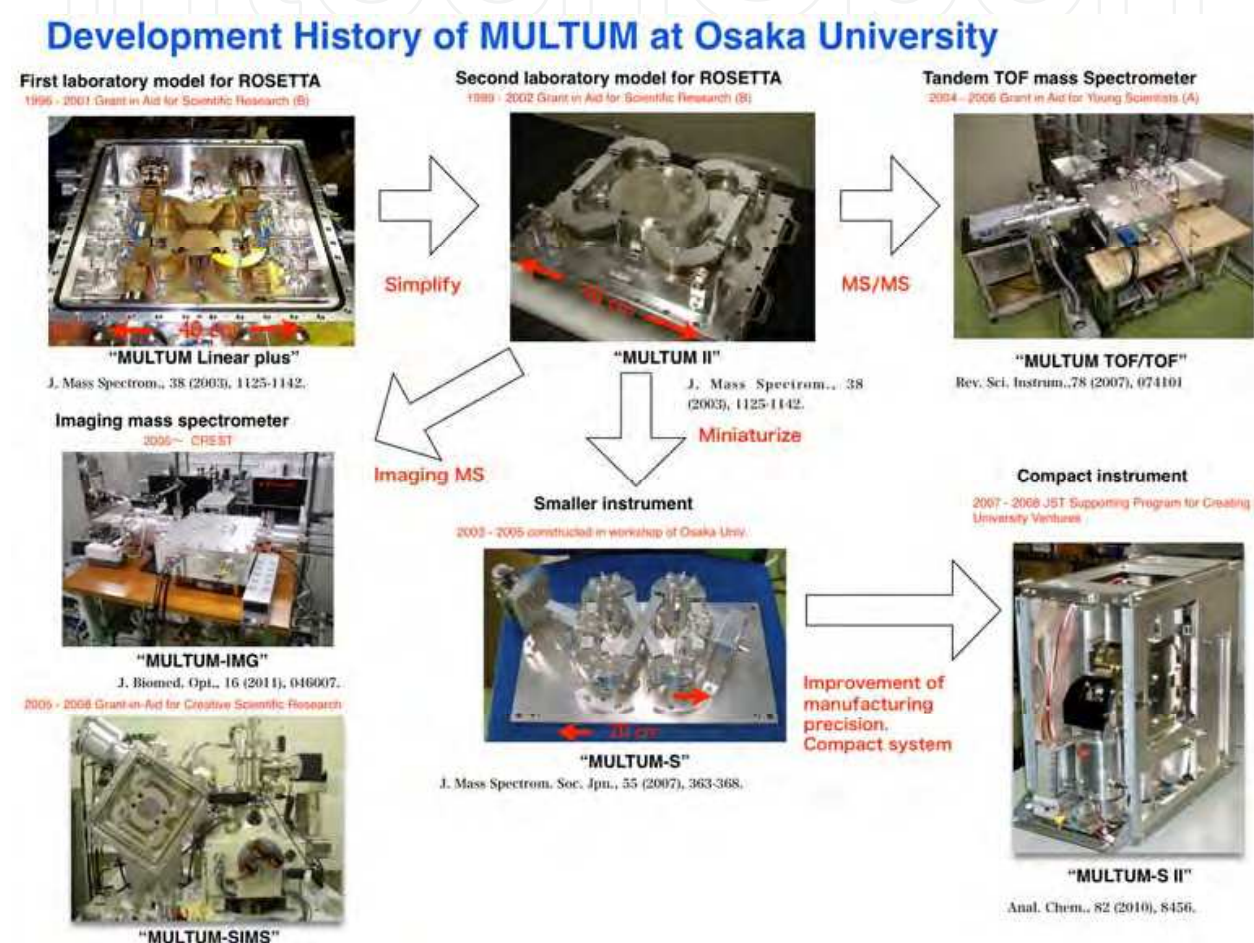 Development History of MULTUM at Osaka University
First laboratory model for ROSETTA
1996 - 2001 Grant in Aid for Scientific Research (B)
40 cm
"MULTUM Linear plus"
J. Mass Spectrom., 38 (2003), 1125-1142.
Simplify
Second laboratory model for ROSETTA
1999 - 2002 Grant in Aid for Scientific Research (B)
"MULTUM II"
J. Mass Spectrom., 38
(2003), 1125-1142.
MS/MS
Tandem TOF mass Spectrometer
2004 - 2006 Grant in Aid for Young Scientists (A)
"MULTUM TOF/TOF"
Rev. Sci. Instrum.,78 (2007), 074101
Imaging MS
Imaging mass spectrometer
CREST
"MULTUM-IMG"
J. Biomed. Opt., 16 (2011), 046007.
2005 - 2008 Grant-in-Aid for Creative Scientific Research
"MULTUM-SIMS"
Miniaturize
Smaller instrument
2003 - 2005 constructed in workshop of Osaka Univ.
20 cm
"MULTUM-S"
J. Mass Spectrom. Soc. Jpn., 55 (2007), 363-368.
Improvement of
manufacturing
precision.
Compact system
Compact instrument
2007 - 2008 JST Supporting Program for Creating
University Ventures
"MULTUM-S II"
Anal. Chem., 82 (2010), 8456.